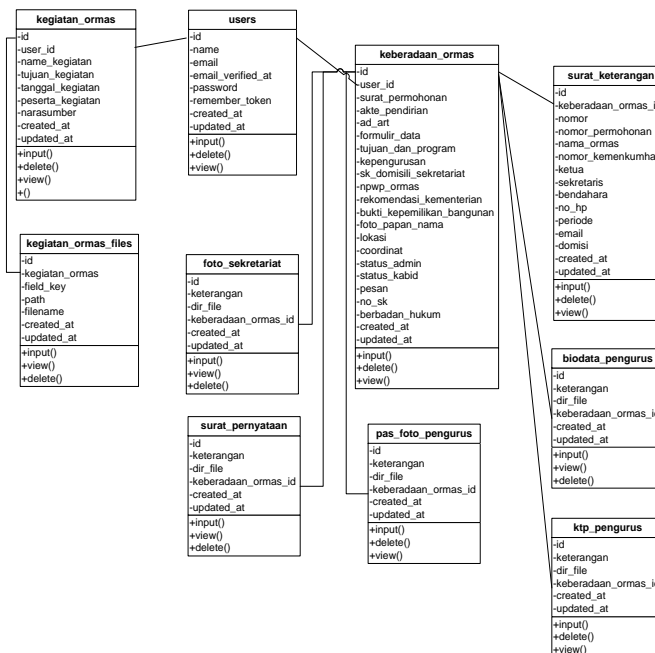 kegiatan_ormas
-id
-user_id
-name_kegiatan
-tujuan_kegiatan
-tanggal_kegiatan
-peserta_kegiatan
-narasumber
-created_at
-updated_at
+input()
+delete()
+view()
+()
users
-id
-name
-email
-email_verified_at
-password
-remember_token
-created_at
-updated_at
+input()
+delete()
+view()
keberadaan_ormas
-id
-user_id
-surat_permohonan
-akte_pendirian
-ad_art
-formulir_data
-tujuan_dan_program
-kepengurusan
-sk_domisili_sekretariat
-npwp_ormas
-rekomendasi_kementerian
-bukti_kepemilikan_bangunan
-foto_papan_nama
-lokasi
-coordinat
-status_admin
-status_kabid
-pesan
-no_sk
-berbadan_hukum
-created_at
-updated_at
+input()
+delete()
+view()
surat_keterangan
-id
-keberadaan_ormas_i
-nomor
-nomor_permohonan
-nama_ormas
-nomor_kemenkumha
-ketua
-sekretaris
-bendahara
-no_hp
-periode
-email
-domisi
-created_at
-updated_at
+input()
+delete()
+view()
kegiatan_ormas_files
-id
-kegiatan_ormas
-field_key
-path
-filename
-created_at
-updated_at
+input()
+view()
+delete()
foto_sekretariat
-id
-keterangan
-dir_file
-keberadaan_ormas_id
-created_at
-updated_at
+input()
+view()
+delete()
biodata_pengurus
-id
-keterangan
-dir_file
-keberadaan_ormas_i
-created_at
-updated_at
+input()
+view()
+delete()
surat_pernyataan
-id
-keterangan
-dir_file
-keberadaan_ormas_id
-created_at
-updated_at
+input()
+view()
+delete()
pas_foto_pengurus
-id
-keterangan
-dir_file
-keberadaan_ormas_id
-created_at
-updated_at
+input()
+delete()
+view()
ktp_pengurus
-id
-keterangan
-dir_file
-keberadaan_ormas_i
-created_at
-updated_at
+input()
+delete()
+view()